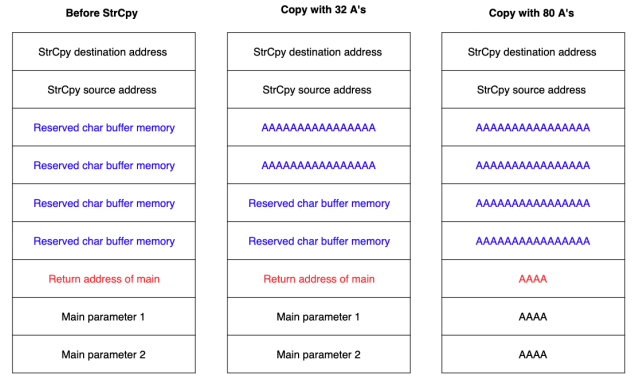 Before StrCpy
Copy with 32 A's
Copy with 80 A's
StrCpy destination address
StrCpy destination address
StrCpy destination address
StrCpy source address
StrCpy source address
StrCpy source address
Reserved char buffer memory
AAAAAAAAAAAAAAAA
AAAAAAAAAAAAAAAA
Reserved char buffer memory
AAAAAAAAAAAAAAAA
AAAAAAAAAAAAAAAA
Reserved char buffer memory
Reserved char buffer memory
AAAAAAAAAAAAAAAA
Reserved char buffer memory
Reserved char buffer memory
AAAAAAAAAAAAAAAA
Return address of main
Return address of main
AAAA
Main parameter 1
Main parameter 1
AAAA
Main parameter 2
Main parameter 2
AAAA